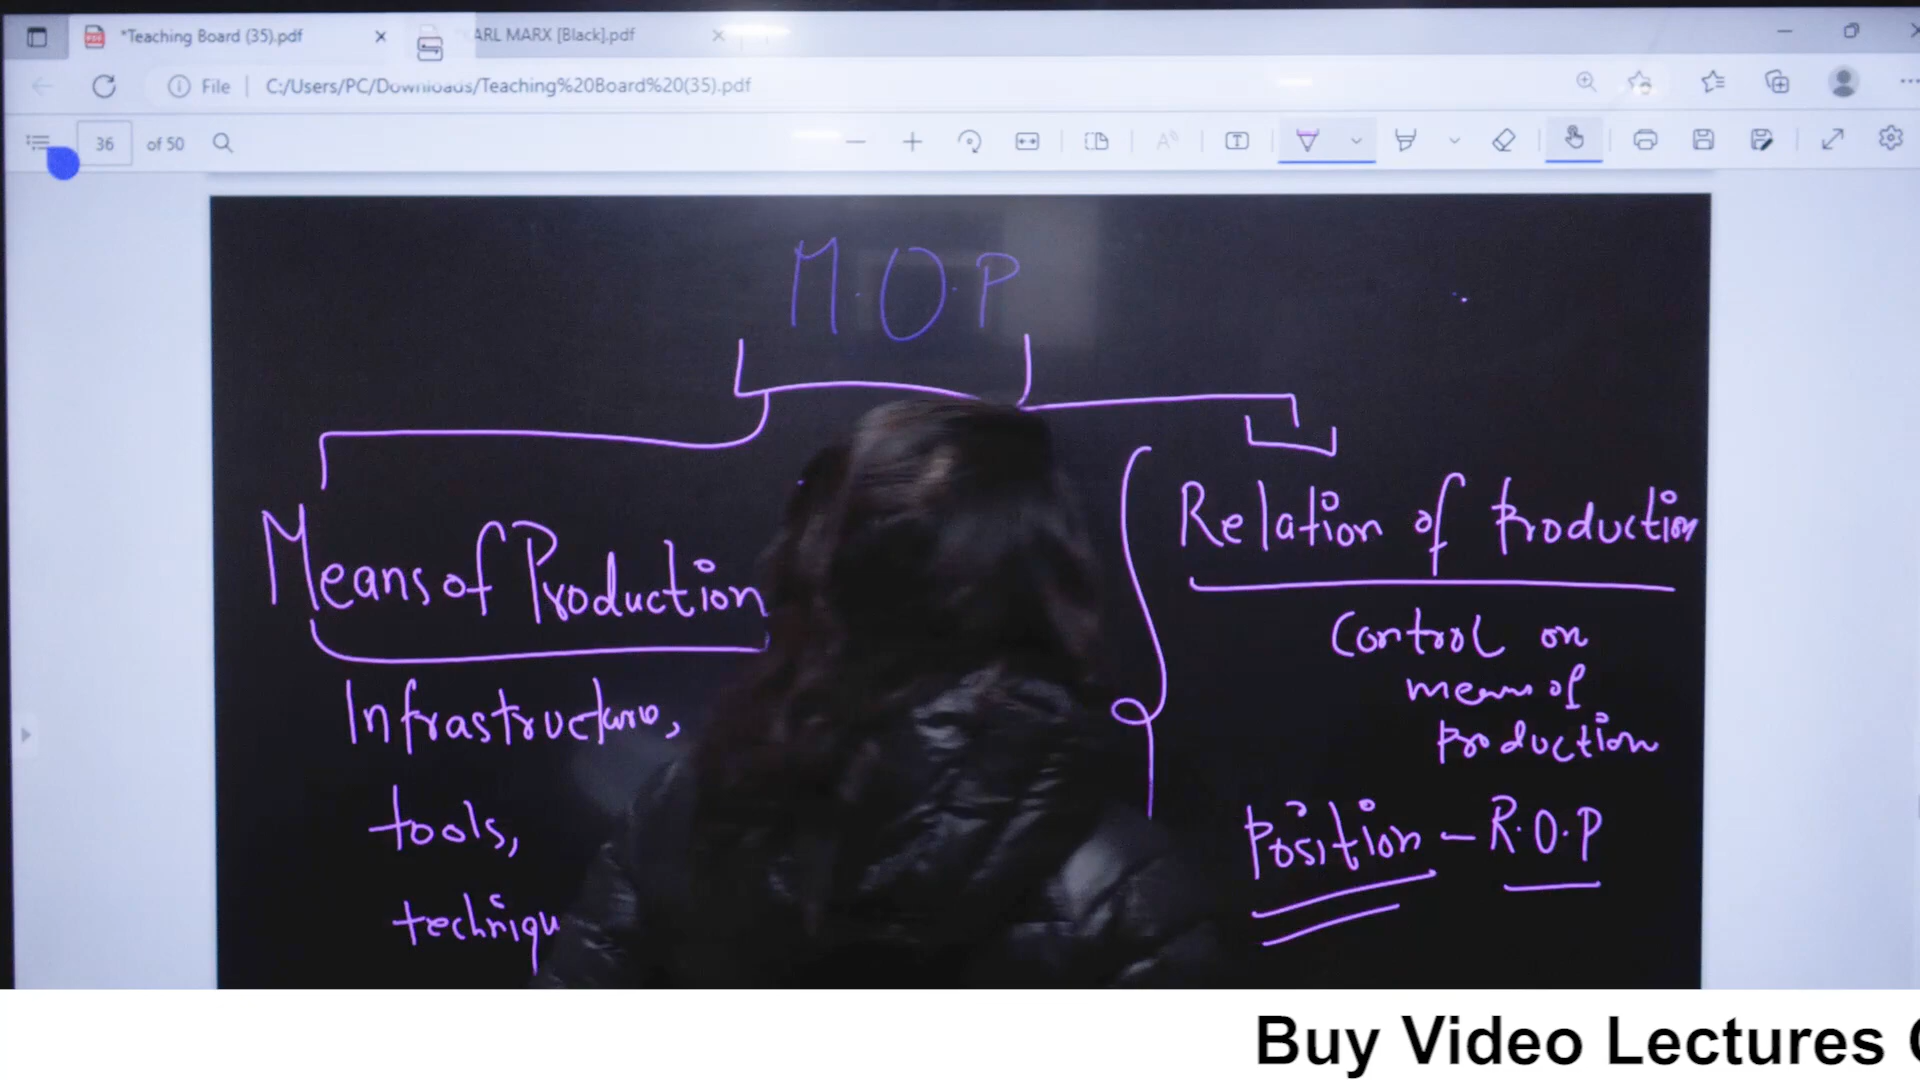 *Teaching Board (35).pdf
ARL MARX [Black].pdf
File C:/Users/PC/Downloads/Teaching%20Board%20(35).pdf
36 of 50
M.O.P
Means of Production
Infrastructure,
tools,
techniqu
Relation of Production
Control on
means of
Production
Position – R.O.P
Buy Video Lectures